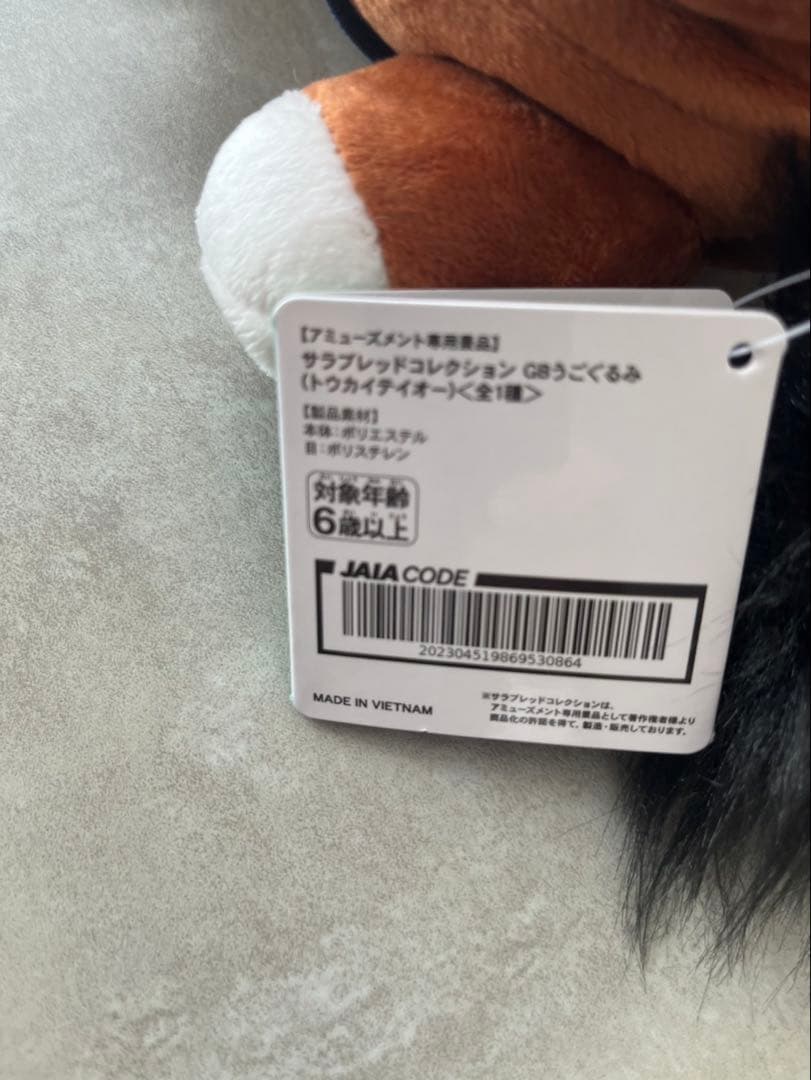 【アミューズメント専用景品】
サラブレッドコレクション GBうごぐるみ
(トウカイテイオー)＜全1種＞
【製品素材】
本体：ポリエステル
目：ポリスチレン
対象年齢
6歳以上
JAIA CODE
202304519869530864
MADE IN VIETNAM
※サラブレッドコレクションは、
アミューズメント専用景品として著作権者様より
商品化の許諾を得て、製造・販売しております。